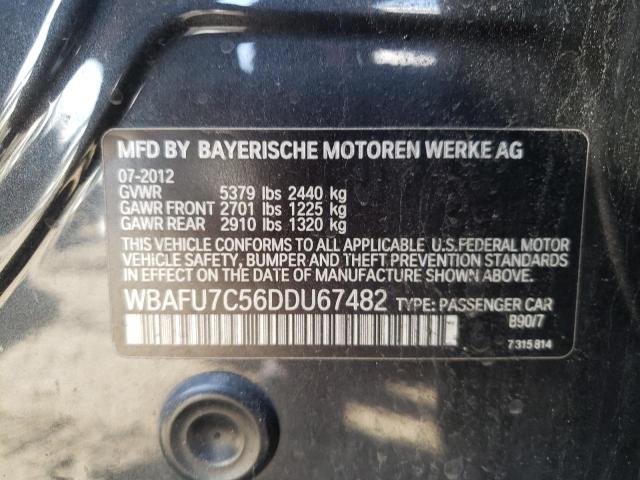 MFD BY BAYERISCHE MOTOREN WERKE AG
07-2012
GVWR 5379 lbs 2440 kg
GAWR FRONT 2701 lbs 1225 kg
GAWR REAR 2910 lbs 1320 kg
THIS VEHICLE CONFORMS TO ALL APPLICABLE U.S.FEDERAL MOTOR
VEHICLE SAFETY, BUMPER AND THEFT PREVENTION STANDARDS IN
EFFECT ON THE DATE OF MANUFACTURE SHOWN ABOVE.
WBAFU7C56DDU67482 TYPE: PASSENGER CAR
B90/7
7 315 814